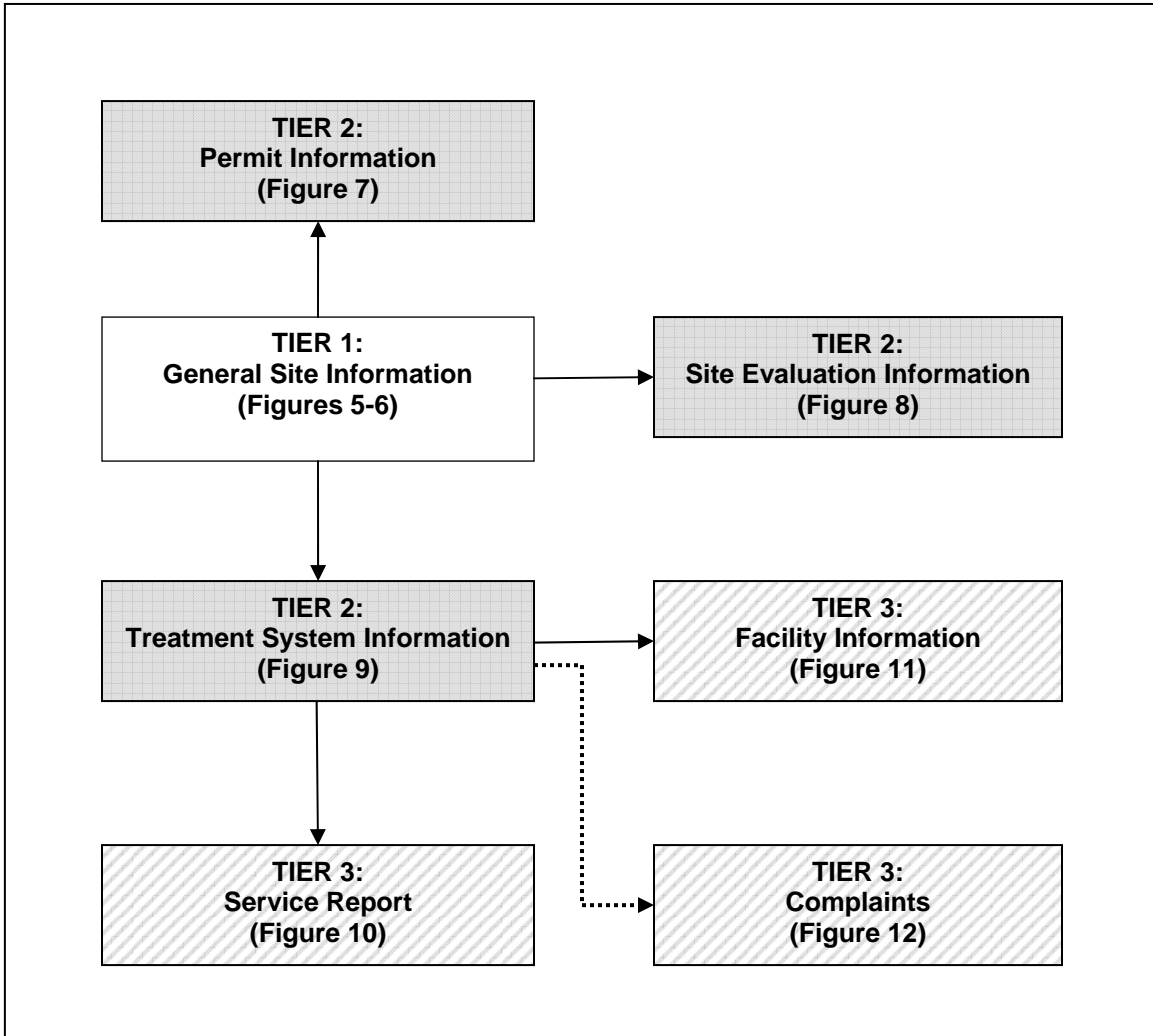 TIER 2:
Permit Information
(Figure 7)
TIER 1:
General Site Information
(Figures 5-6)
TIER 2:
Site Evaluation Information
(Figure 8)
TIER 2:
Treatment System Information
(Figure 9)
TIER 3:
Facility Information
(Figure 11)
TIER 3:
Service Report
(Figure 10)
TIER 3:
Complaints
(Figure 12)